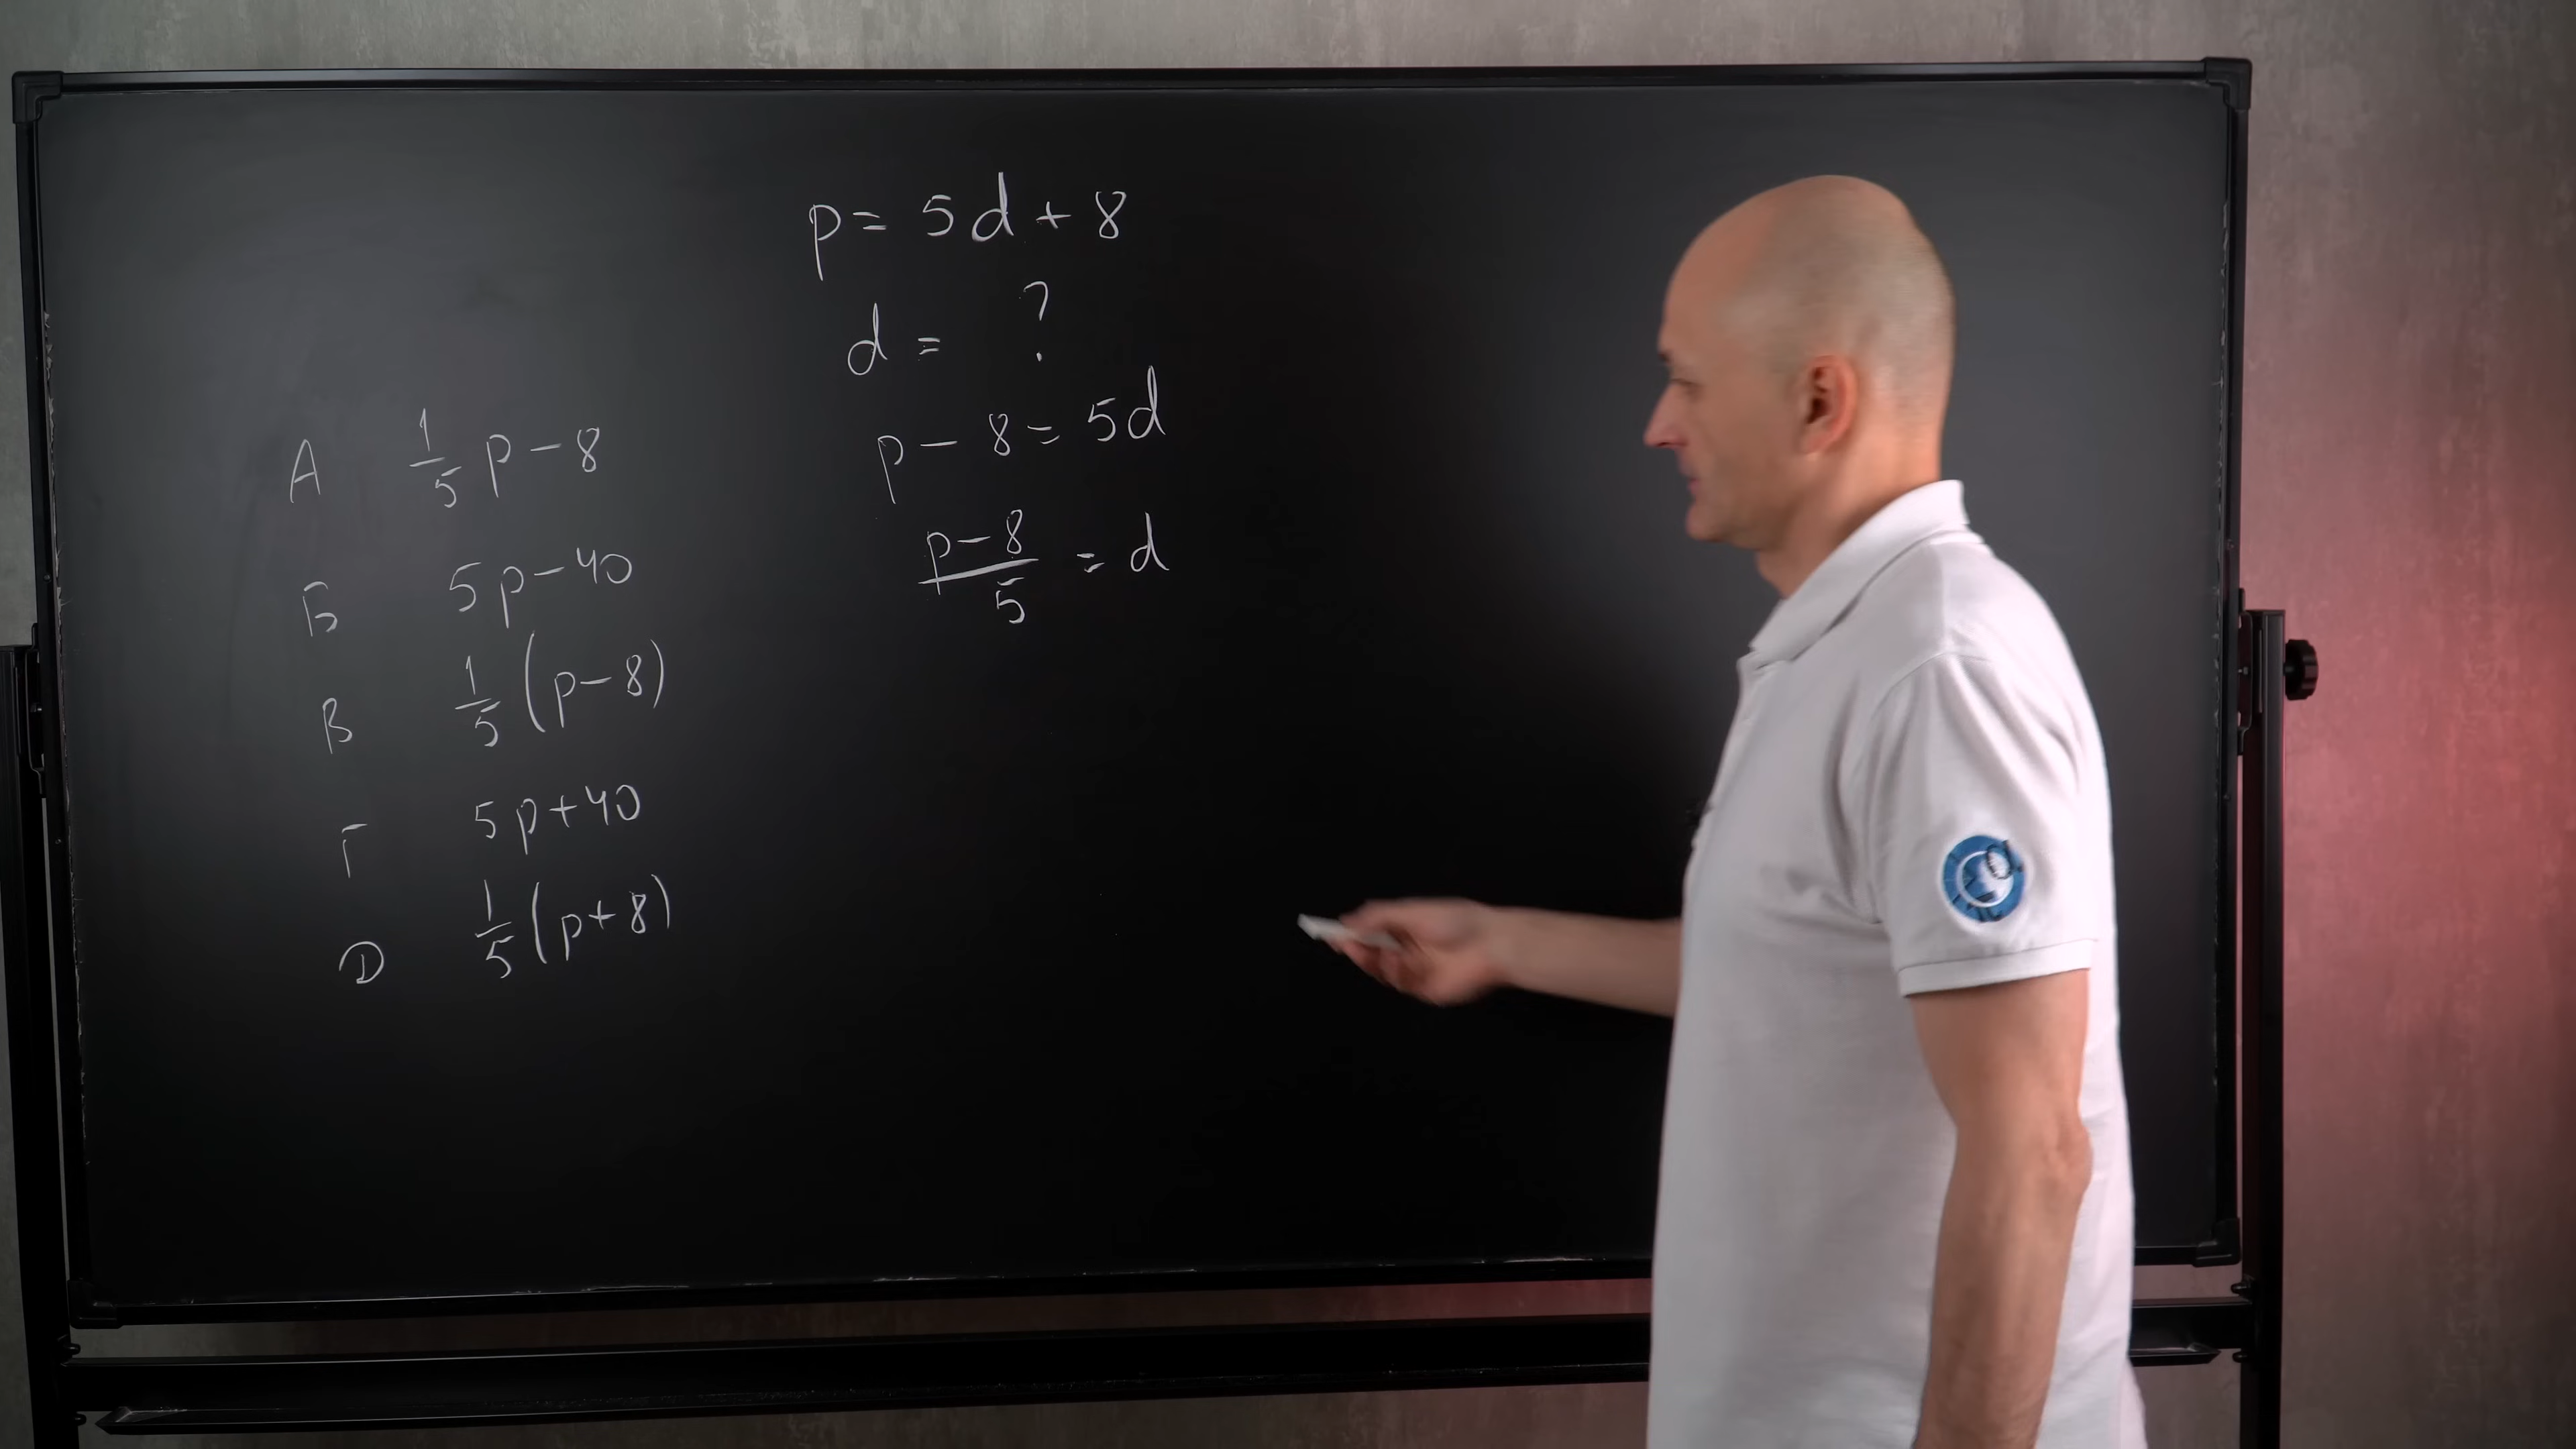 p = 5d + 8
d = ?
p - 8 = 5d
p - 8 / 5 = d
А 1/5 p - 8
Б 5p - 40
В 1/5 (p - 8)
Г 5p + 40
Д 1/5 (p + 8)